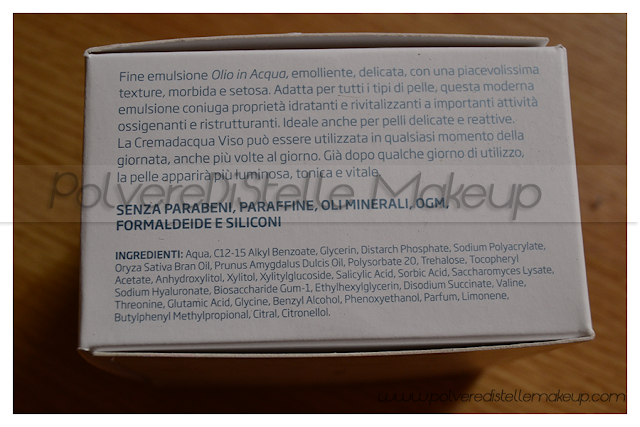 Fine emulsione Olio in Acqua, emolliente, delicata, con una piacevolissima
texture, morbida e setosa. Adatta per tutti i tipi di pelle, questa moderna
emulsione coniuga proprietà idratanti e rivitalizzanti a importanti attività
ossigenanti e ristrutturanti. Ideale anche per pelli delicate e reattive.
La Cremadacqua Viso può essere utilizzata in qualsiasi momento della
giornata, anche più volte al giorno. Già dopo qualche giorno di utilizzo,
la pelle apparirà più luminosa, tonica e vitale.
PolvereDiStelle Makeup
SENZA PARABENI, PARAFFINE, OLI MINERALI, OGM,
FORMALDEIDE E SILICONI
INGREDIENTI: Aqua, C12-15 Alkyl Benzoate, Glycerin, Distarch Phosphate, Sodium Polyacrylate,
Oryza Sativa Bran Oil, Prunus Amygdalus Dulcis Oil, Polysorbate 20, Trehalose, Tocopheryl
Acetate, Anhydroxylitol, Xylitol, Xylitylglucoside, Salicylic Acid, Sorbic Acid, Saccharomyces Lysate,
Sodium Hyaluronate, Biosaccharide Gum-1, Ethylhexylglycerin, Disodium Succinate, Valine,
Threonine, Glutamic Acid, Glycine, Benzyl Alcohol, Phenoxyethanol, Parfum, Limonene,
Butylphenyl Methylpropional, Citral, Citronellol.
www.polveredistellemakeup.com